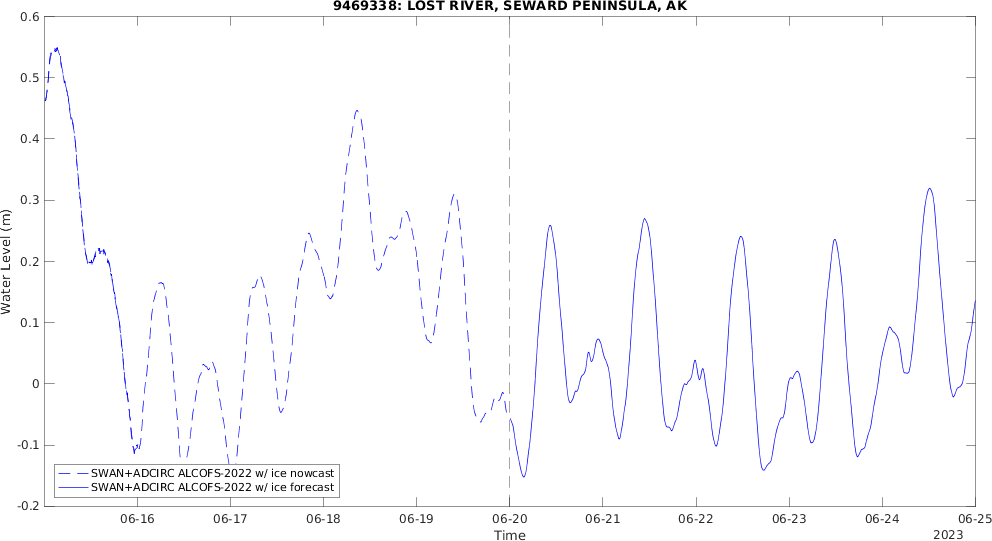 9469338: LOST RIVER, SEWARD PENINSULA, AK
0.6
0.5
0.4
0.3
0.2
0.1
0
-0.1
-0.2
Water Level (m)
SWAN+ADCIRC ALCOFS-2022 w/ ice nowcast
SWAN+ADCIRC ALCOFS-2022 w/ ice forecast
06-16 06-17 06-18 06-19 06-20 06-21 06-22 06-23 06-24 06-25
Time
2023